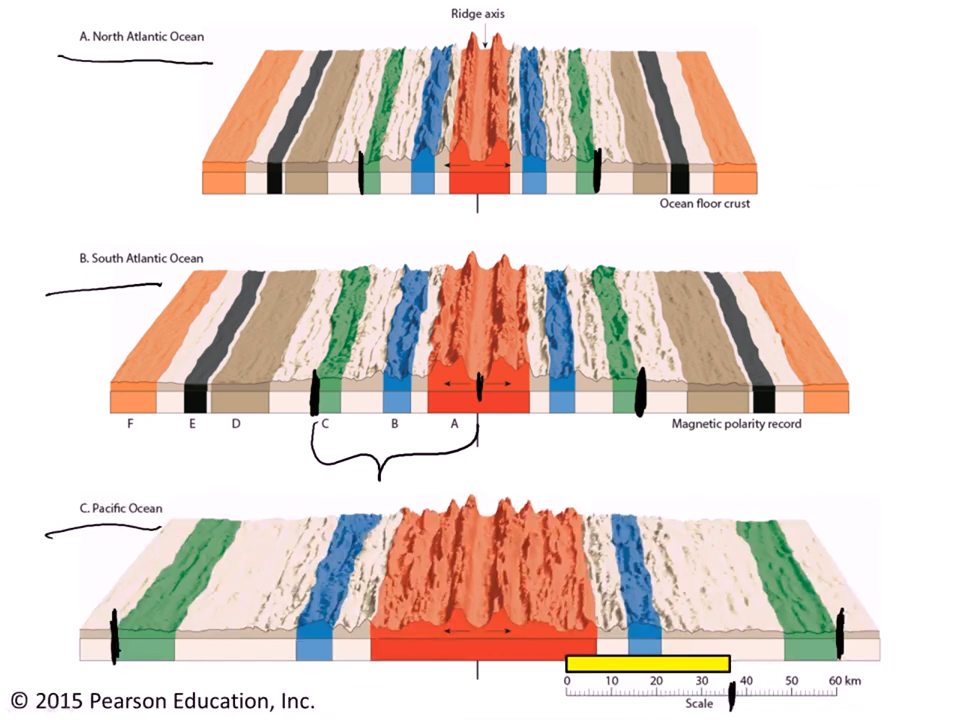 Ridge axis
A. North Atlantic Ocean
Ocean floor crust
B. South Atlantic Ocean
F E D C B A Magnetic polarity record
C. Pacific Ocean
0 10 20 30 40 50 60 km
Scale
© 2015 Pearson Education, Inc.